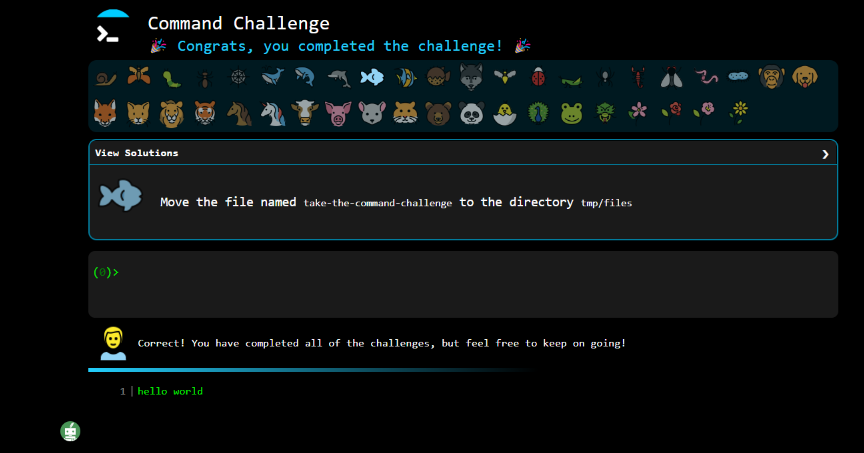 Command Challenge
🎉 Congrats, you completed the challenge! 🎉
View Solutions
Move the file named take-the-command-challenge to the directory tmp/files
(0)>
Correct! You have completed all of the challenges, but feel free to keep on going!
1 | hello world